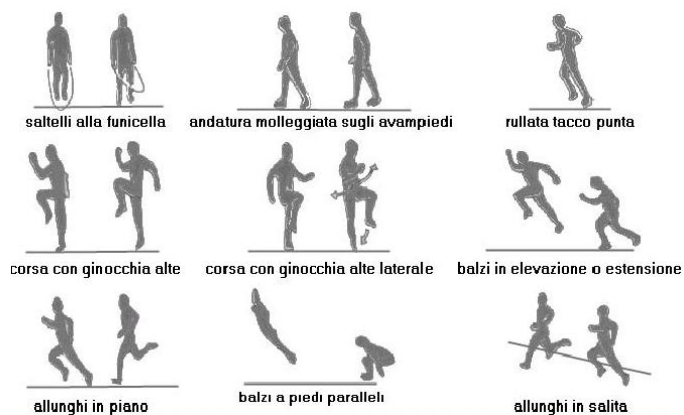 saltelli alla funicella
andatura molleggiata sugli avampiedi
rullata tacco punta
corsa con ginocchia alte
corsa con ginocchia alte laterale
balzi in elevazione o estensione
allunghi in piano
balzi a piedi paralleli
allunghi in salita